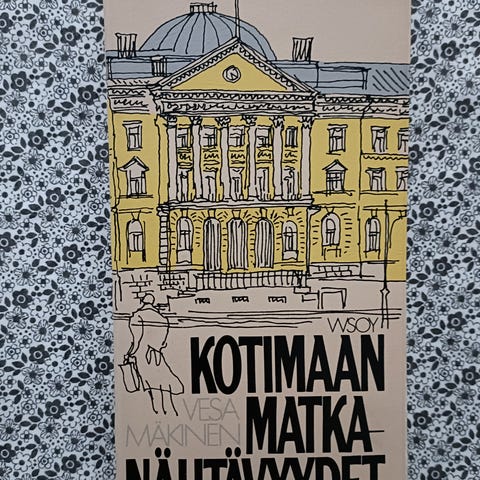 WSOY
KOTIMAAN
VESA
MÄKINEN
MATKA-
NÄHTÄVYYDET